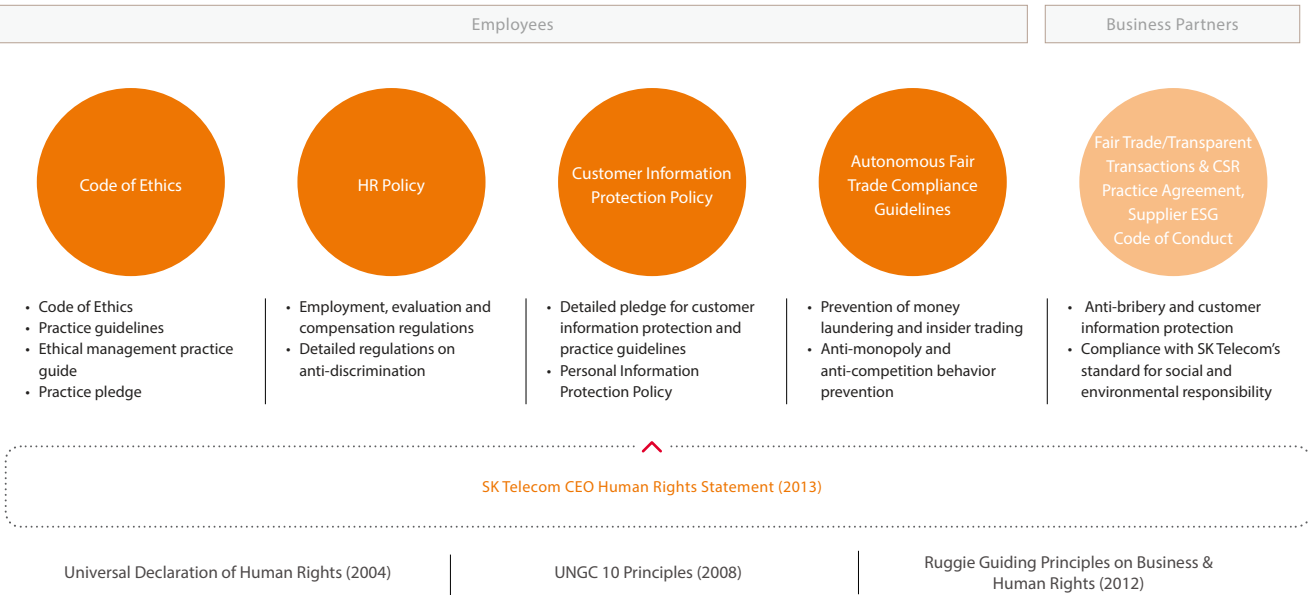 Employees
Business Partners
Code of Ethics
HR Policy
Customer Information
Protection Policy
Autonomous Fair
Trade Compliance
Guidelines
Fair Trade/Transparent
Transactions & CSR
Practice Agreement,
Supplier ESG
Code of Conduct
• Code of Ethics
• Practice guidelines
• Ethical management practice
guide
• Practice pledge
• Employment, evaluation and
compensation regulations
• Detailed regulations on
anti-discrimination
• Detailed pledge for customer
information protection and
practice guidelines
• Personal Information
Protection Policy
• Prevention of money
laundering and insider trading
• Anti-monopoly and
anti-competition behavior
prevention
• Anti-bribery and customer
information protection
• Compliance with SK Telecom’s
standard for social and
environmental responsibility
SK Telecom CEO Human Rights Statement (2013)
Universal Declaration of Human Rights (2004)
UNGC 10 Principles (2008)
Ruggie Guiding Principles on Business &
Human Rights (2012)